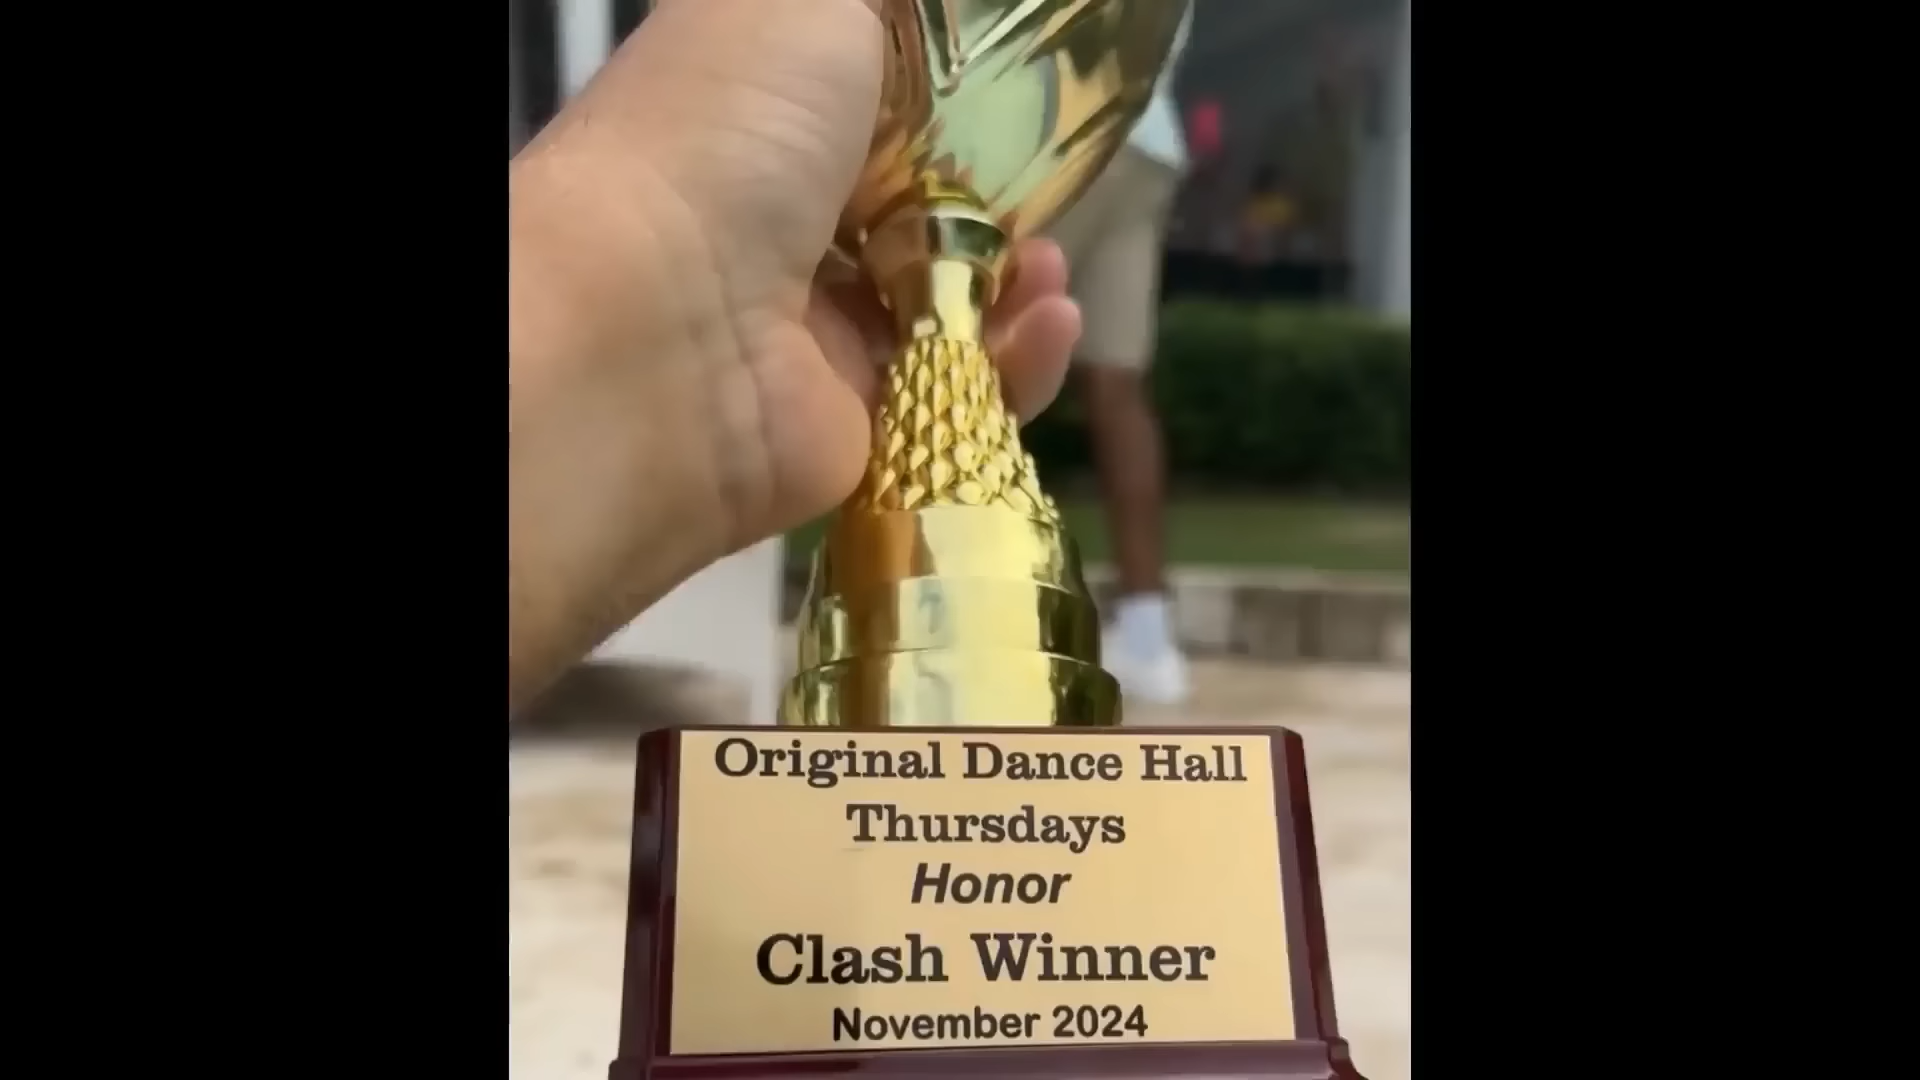 Original Dance Hall
Thursdays
Honor
Clash Winner
November 2024